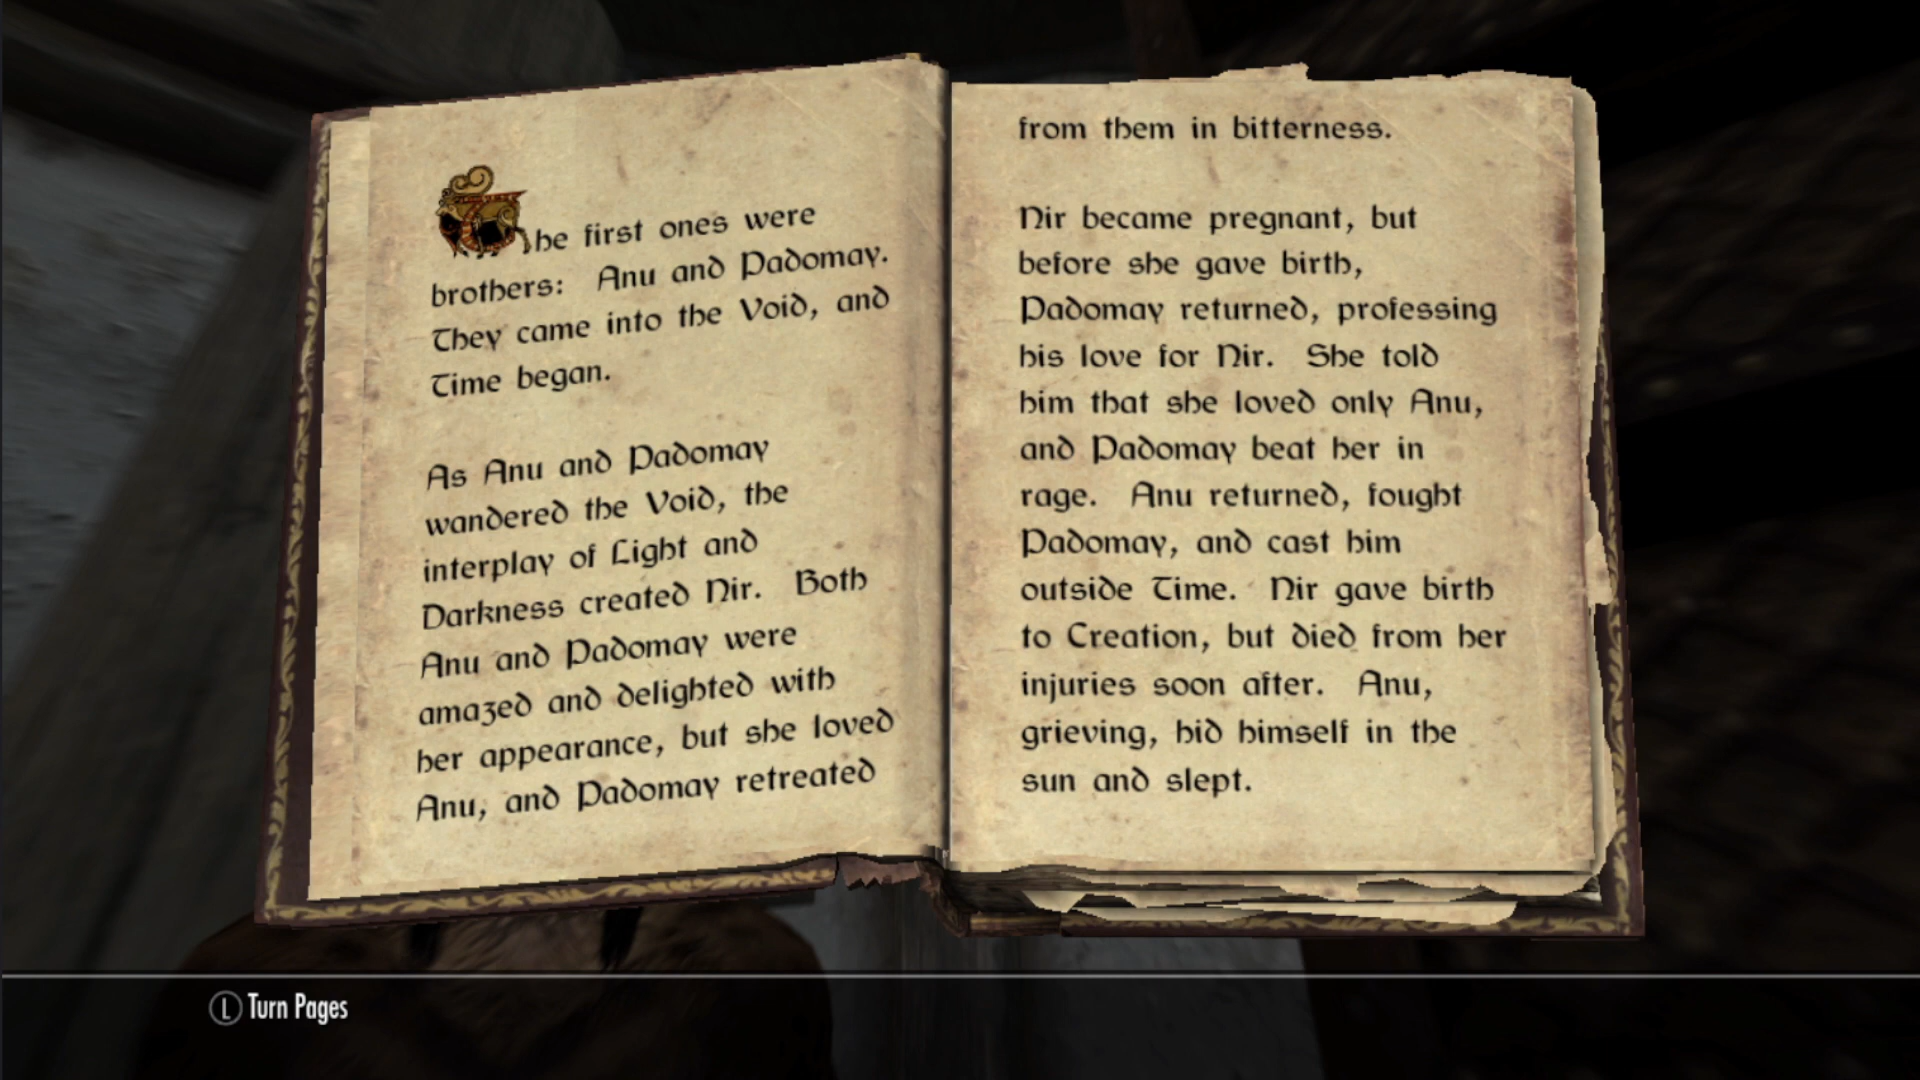 The first ones were
brothers: Anu and Padomay.
They came into the Void, and
Time began.
As Anu and Padomay
wandered the Void, the
interplay of Light and
Darkness created Nir. Both
Anu and Padomay were
amazed and delighted with
her appearance, but she loved
Anu, and Padomay retreated
from them in bitterness.
Nir became pregnant, but
before she gave birth,
Padomay returned, professing
his love for Nir. She told
him that she loved only Anu,
and Padomay beat her in
rage. Anu returned, fought
Padomay, and cast him
outside Time. Nir gave birth
to Creation, but died from her
injuries soon after. Anu,
grieving, hid himself in the
sun and slept.
L Turn Pages